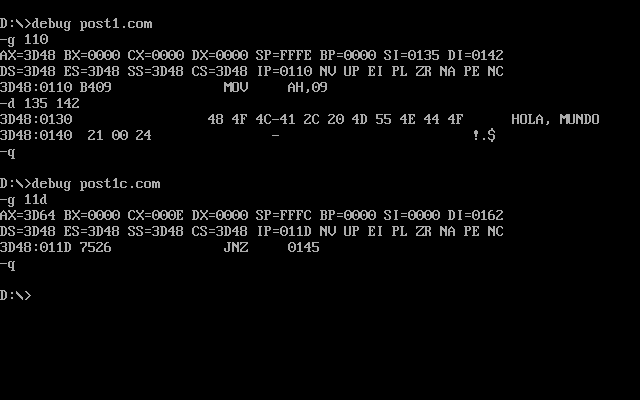 D:\>debug post1.com
-g 110
AX=3D48 BX=0000 CX=0000 DX=0000 SP=FFFE BP=0000 SI=0135 DI=0142
DS=3D48 ES=3D48 SS=3D48 CS=3D48 IP=0110 NV UP EI PL ZR NA PE NC
3D48:0110 B409 MOV AH,09
-d 135 142
3D48:0130 48 4F 4C-41 2C 20 4D 55 4E 44 4F HOLA, MUNDO
3D48:0140 21 00 24 - !.$
-q
D:\>debug post1c.com
-g 11d
AX=3D64 BX=0000 CX=000E DX=0000 SP=FFFC BP=0000 SI=0000 DI=0162
DS=3D48 ES=3D48 SS=3D48 CS=3D48 IP=011D NV UP EI PL ZR NA PE NC
3D48:011D 7526 JNZ 0145
-q
D:\>